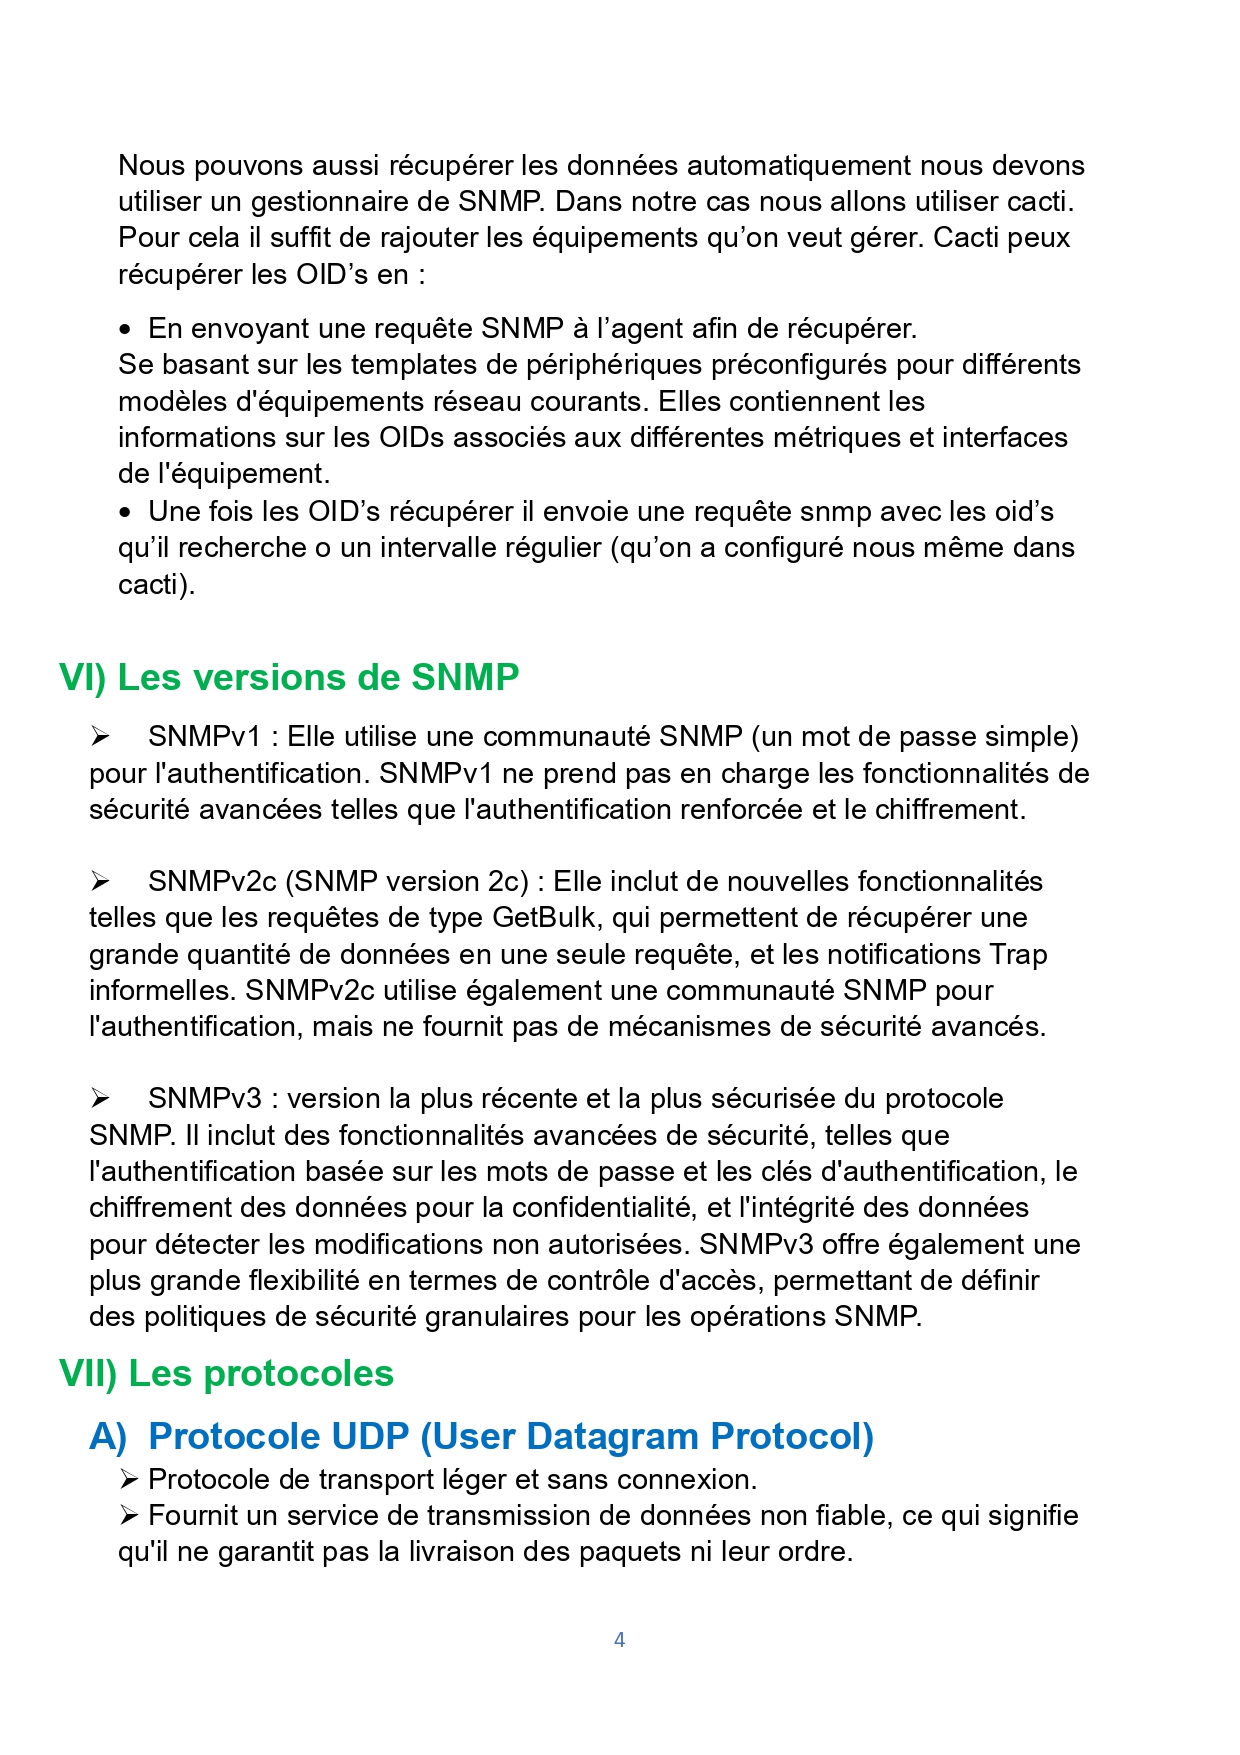 Nous pouvons aussi récupérer les données automatiquement nous devons
utiliser un gestionnaire de SNMP. Dans notre cas nous allons utiliser cacti.
Pour cela il suffit de rajouter les équipements qu’on veut gérer. Cacti peux
récupérer les OID’s en :
• En envoyant une requête SNMP à l’agent afin de récupérer.
Se basant sur les templates de périphériques préconfigurés pour différents
modèles d'équipements réseau courants. Elles contiennent les
informations sur les OIDs associés aux différentes métriques et interfaces
de l'équipement.
• Une fois les OID’s récupérer il envoie une requête snmp avec les oid’s
qu’il recherche o un intervalle régulier (qu’on a configuré nous même dans
cacti).
VI) Les versions de SNMP
➢ SNMPv1 : Elle utilise une communauté SNMP (un mot de passe simple)
pour l'authentification. SNMPv1 ne prend pas en charge les fonctionnalités de
sécurité avancées telles que l'authentification renforcée et le chiffrement.
➢ SNMPv2c (SNMP version 2c) : Elle inclut de nouvelles fonctionnalités
telles que les requêtes de type GetBulk, qui permettent de récupérer une
grande quantité de données en une seule requête, et les notifications Trap
informelles. SNMPv2c utilise également une communauté SNMP pour
l'authentification, mais ne fournit pas de mécanismes de sécurité avancés.
➢ SNMPv3 : version la plus récente et la plus sécurisée du protocole
SNMP. Il inclut des fonctionnalités avancées de sécurité, telles que
l'authentification basée sur les mots de passe et les clés d'authentification, le
chiffrement des données pour la confidentialité, et l'intégrité des données
pour détecter les modifications non autorisées. SNMPv3 offre également une
plus grande flexibilité en termes de contrôle d'accès, permettant de définir
des politiques de sécurité granulaires pour les opérations SNMP.
VII) Les protocoles
A) Protocole UDP (User Datagram Protocol)
➢ Protocole de transport léger et sans connexion.
➢ Fournit un service de transmission de données non fiable, ce qui signifie
qu'il ne garantit pas la livraison des paquets ni leur ordre.
4